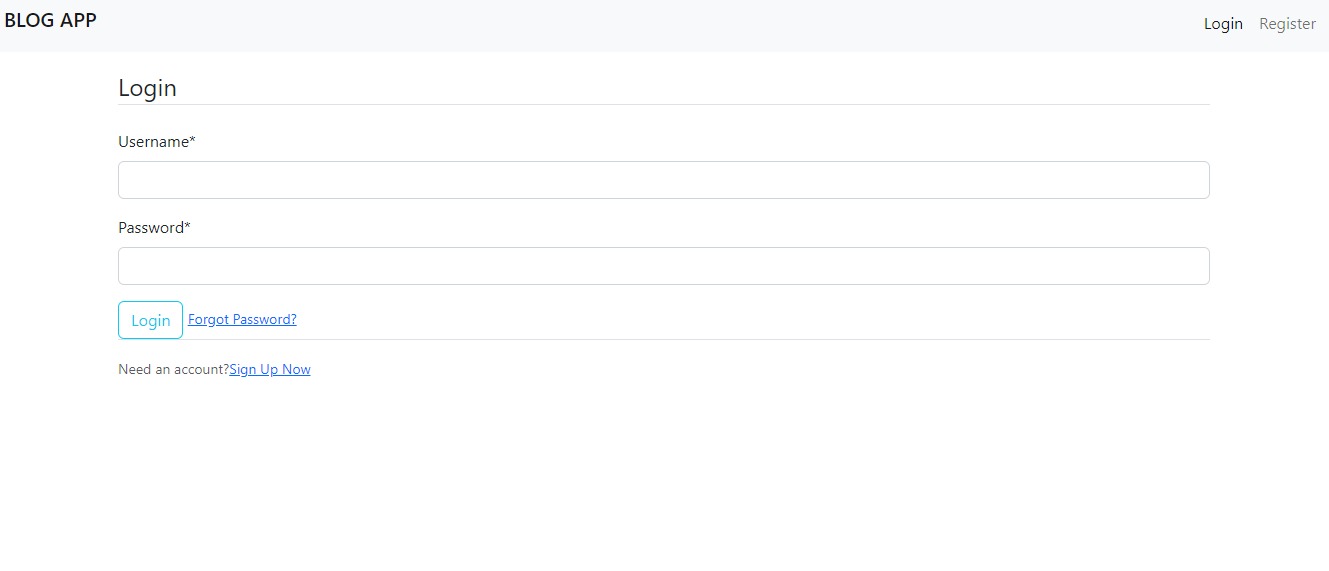 BLOG APP
Login Register
Login
Username*
Password*
Login Forgot Password?
Need an account?Sign Up Now